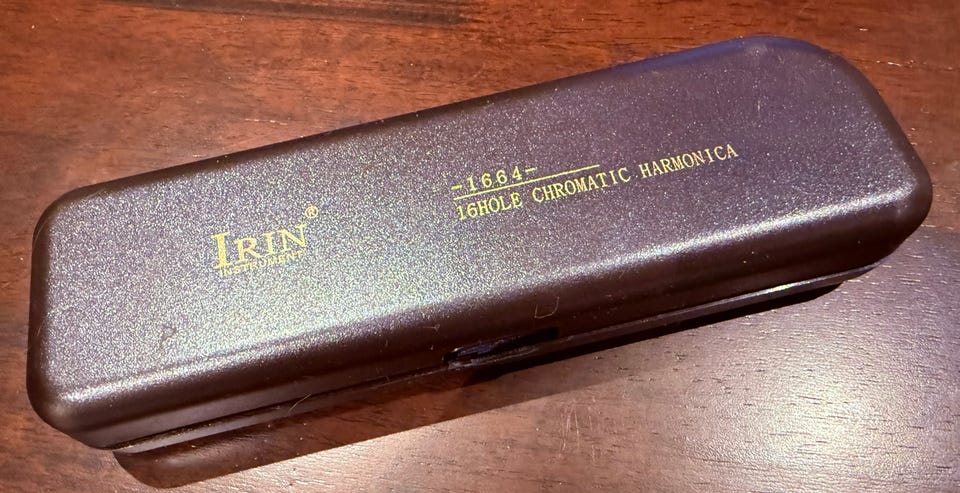 IRIN®
INSTRUMENT
-1664-
16HOLE CHROMATIC HARMONICA